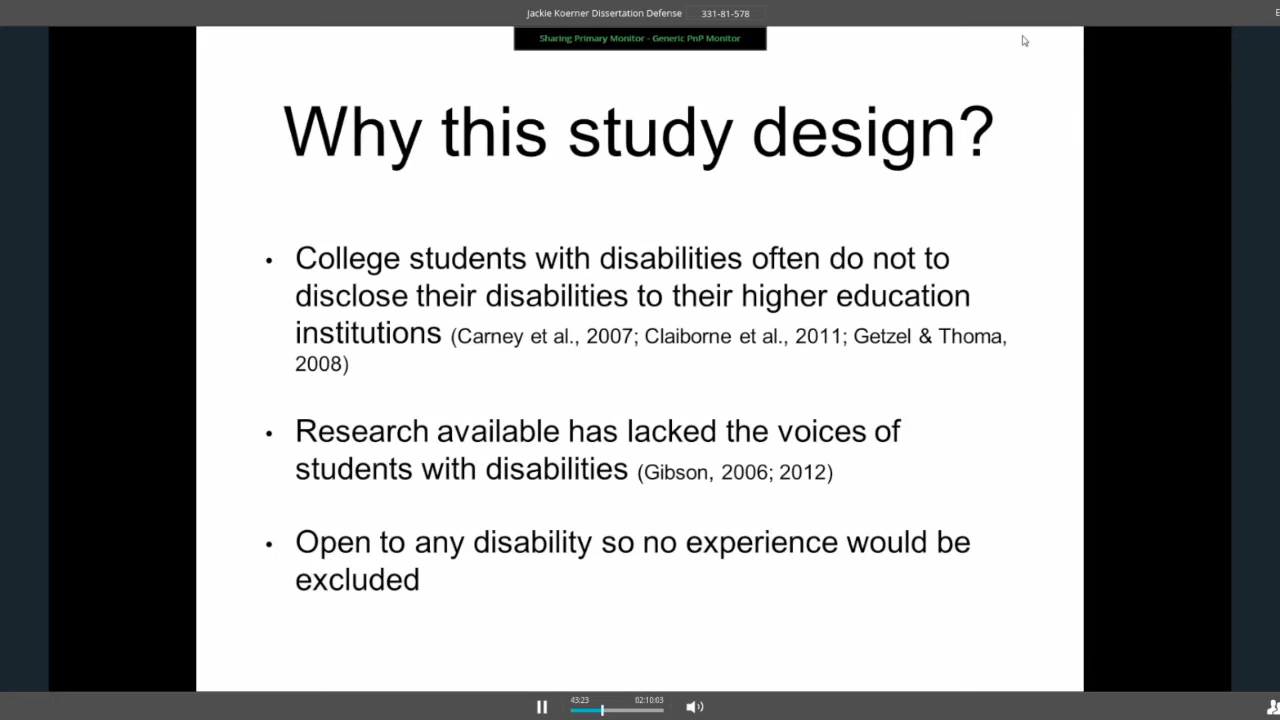 Jackie Koerner Dissertation Defense 331-81-578
E
Sharing Primary Monitor - Generic PnP Monitor
Why this study design?
• College students with disabilities often do not to
disclose their disabilities to their higher education
institutions (Carney et al., 2007; Claiborne et al., 2011; Getzel & Thoma,
2008)
• Research available has lacked the voices of
students with disabilities (Gibson, 2006; 2012)
• Open to any disability so no experience would be
excluded
43:23 02:10:03